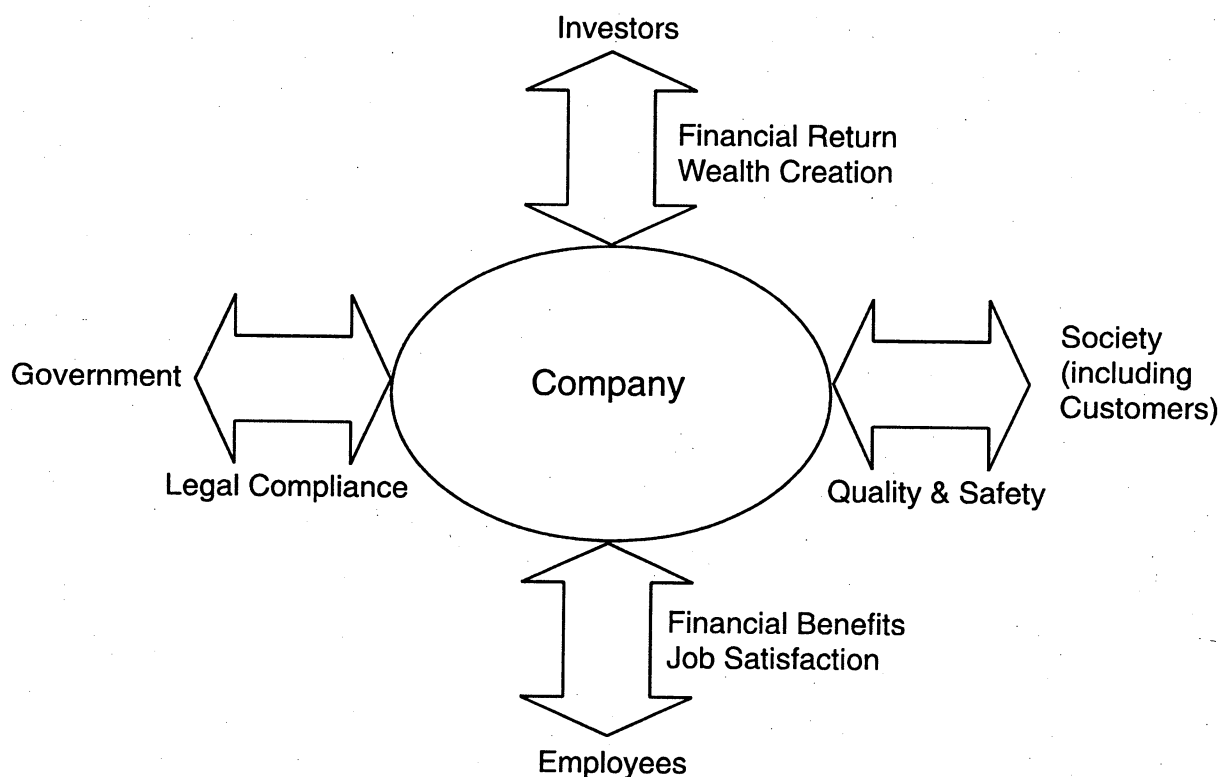 Investors
Financial Return
Wealth Creation
Government
Company
Society
(including
Customers)
Legal Compliance
Quality & Safety
Financial Benefits
Job Satisfaction
Employees